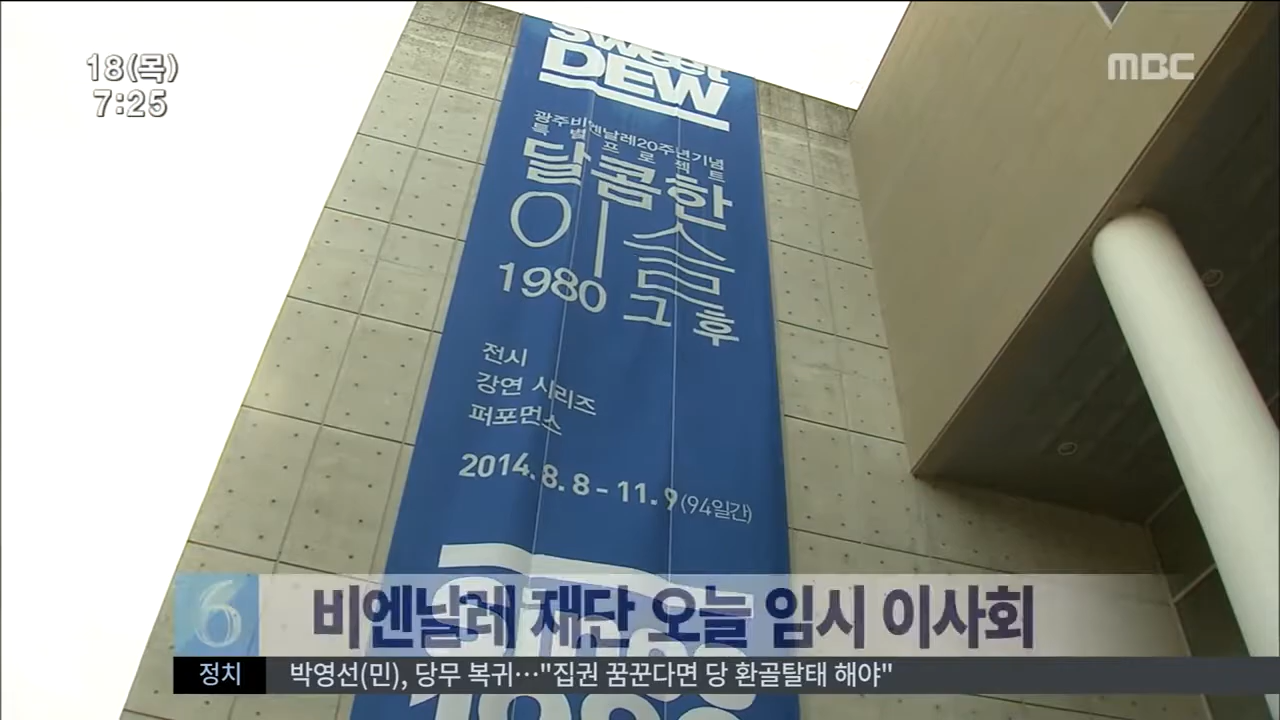 18(목)
7:25
MBC
sweet
DEW
광주비엔날레20주년기념
특별프로젝트
달콤한
이슬
1980 그 후
전시
강연 시리즈
퍼포먼스
2014. 8. 8 - 11. 9 (94일간)
6
비엔날레 재단 오늘 임시 이사회
정치
박영선(민), 당무 복귀…"집권 꿈꾼다면 당 환골탈태 해야"